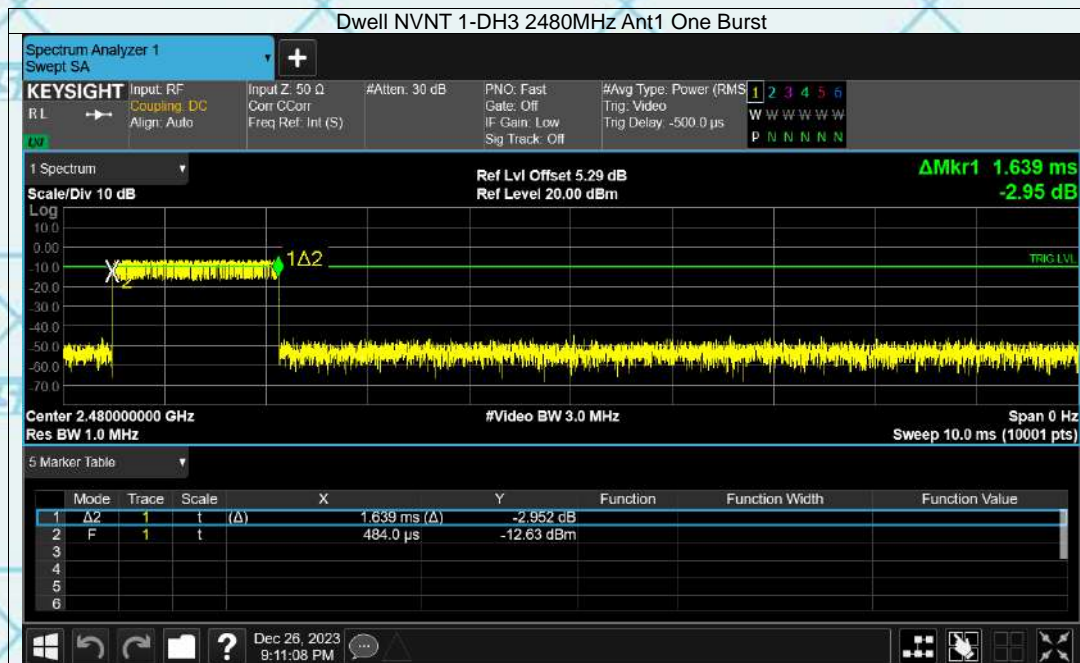 Dwell NVNT 1-DH3 2480MHz Ant1 One Burst
Spectrum Analyzer 1
Swept SA
+
KEYSIGHT Input: RF Input Z: 50 Ω #Atten: 30 dB PNO: Fast #Avg Type: Power (RMS 1 2 3 4 5 6
R L Coupling: DC Corr CCorr Gate: Off Trig: Video W W W W W W
Align: Auto Freq Ref: Int (S) IF Gain: Low Trig Delay: -500.0 µs P N N N N N
LXI Sig Track: Off
1 Spectrum Ref Lvl Offset 5.29 dB ΔMkr1 1.639 ms
Scale/Div 10 dB Ref Level 20.00 dBm -2.95 dB
Log
10.0
0.00
1Δ2 TRIG LVL
-10.0
2
-20.0
-30.0
-40.0
-50.0
-60.0
-70.0
Center 2.480000000 GHz #Video BW 3.0 MHz Span 0 Hz
Res BW 1.0 MHz Sweep 10.0 ms (10001 pts)
5 Marker Table
Mode Trace Scale X Y Function Function Width Function Value
1 Δ2 1 t (Δ) 1.639 ms (Δ) -2.952 dB
2 F 1 t 484.0 µs -12.63 dBm
3
4
5
6
? Dec 26, 2023
9:11:08 PM